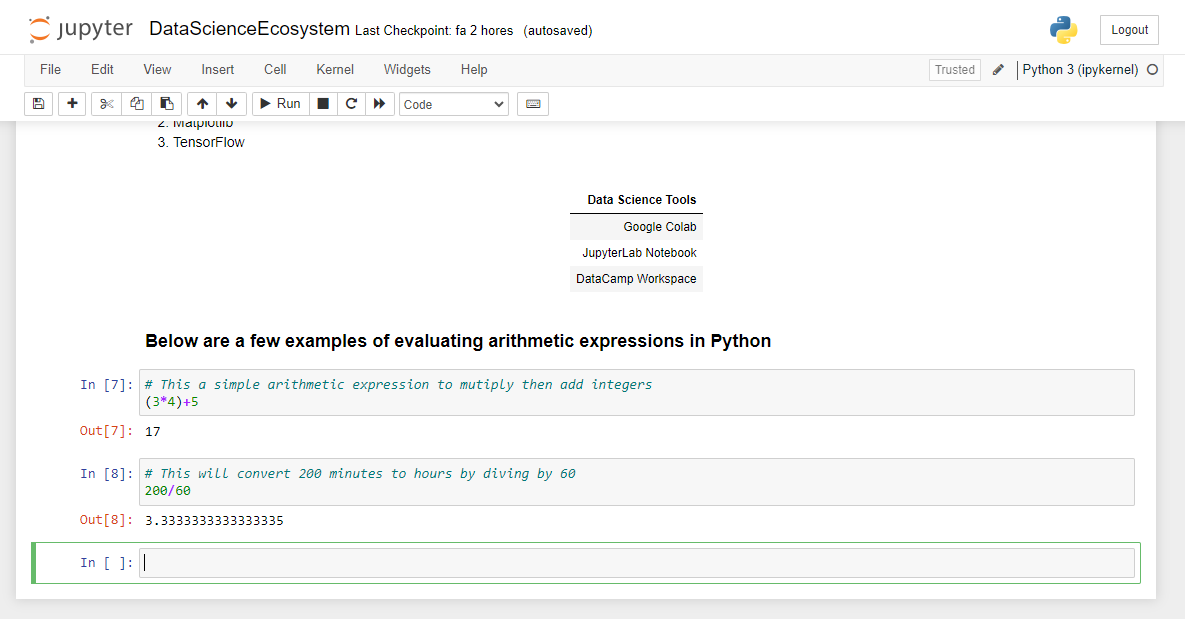 jupyter DataScienceEcosystem Last Checkpoint: fa 2 hores (autosaved) Logout
File Edit View Insert Cell Kernel Widgets Help Trusted Python 3 (ipykernel)
Run Code
2. Matplotlib
3. TensorFlow
Data Science Tools
Google Colab
JupyterLab Notebook
DataCamp Workspace
Below are a few examples of evaluating arithmetic expressions in Python
In [7]: # This a simple arithmetic expression to mutiply then add integers
(3*4)+5
Out[7]: 17
In [8]: # This will convert 200 minutes to hours by diving by 60
200/60
Out[8]: 3.3333333333333335
In [ ]: